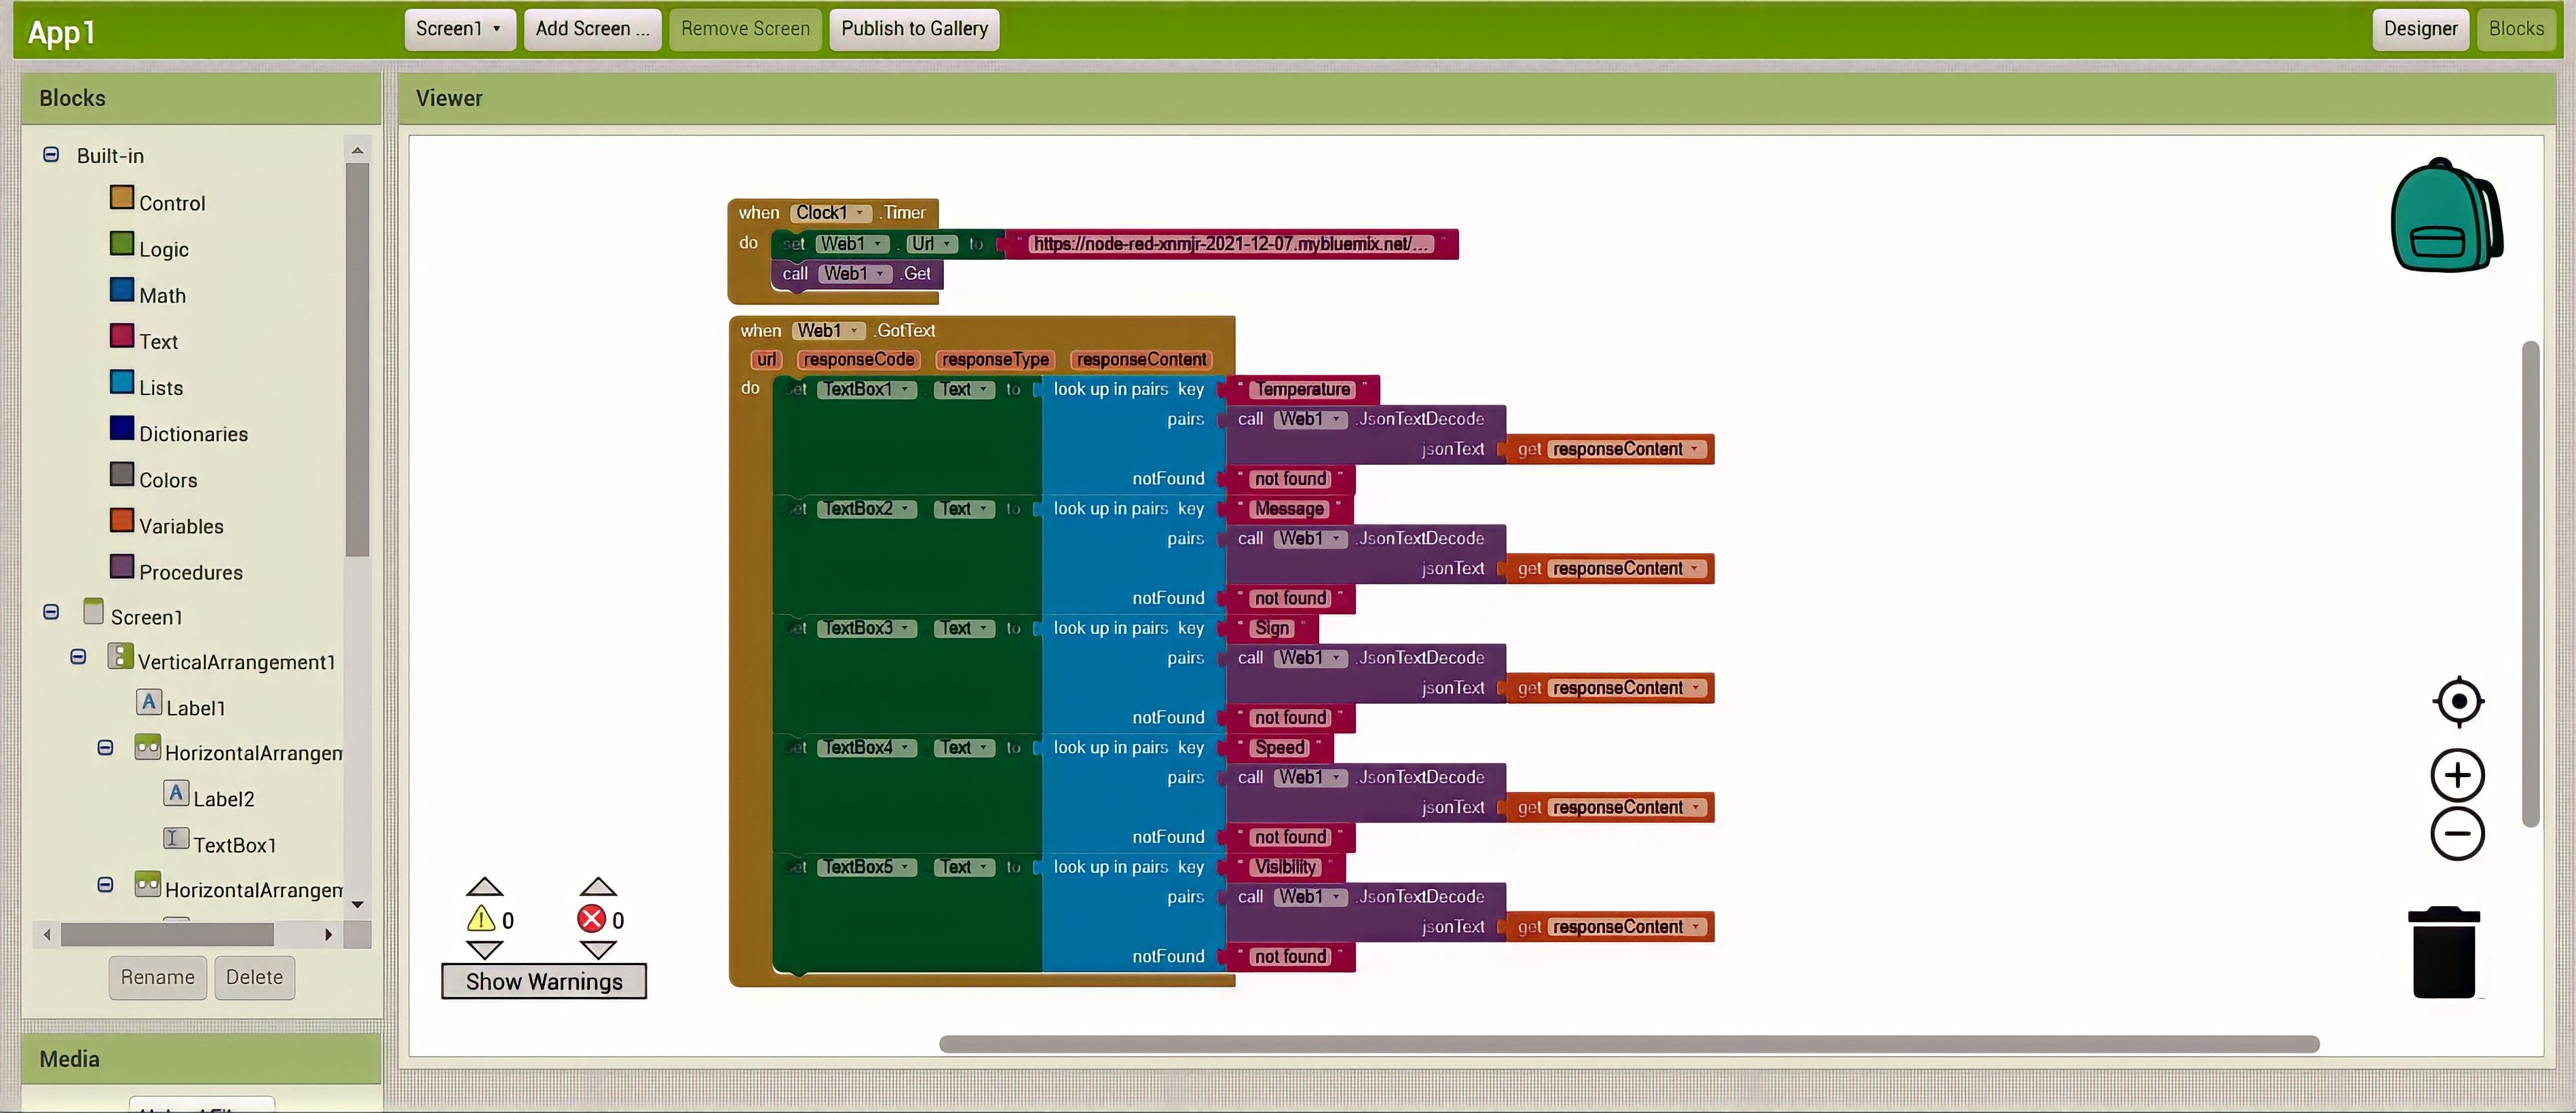 App1 Screen1 Add Screen ... Remove Screen Publish to Gallery Designer Blocks
Blocks
Built-in
Control
Logic
Math
Text
Lists
Dictionaries
Colors
Variables
Procedures
Screen1
VerticalArrangement1
Label1
HorizontalArrangem
Label2
TextBox1
HorizontalArrangem
Rename Delete
Media
Viewer
when Clock1 .Timer
do set Web1 . Url to " https://node-red-xnmjr-2021-12-07.mybluemix.net/... "
call Web1 .Get
when Web1 .GotText
url responseCode responseType responseContent
do set TextBox1 . Text to look up in pairs key " Temperature "
pairs call Web1 .JsonTextDecode
jsonText get responseContent
notFound " not found "
set TextBox2 . Text to look up in pairs key " Message "
pairs call Web1 .JsonTextDecode
jsonText get responseContent
notFound " not found "
set TextBox3 . Text to look up in pairs key " Sign "
pairs call Web1 .JsonTextDecode
jsonText get responseContent
notFound " not found "
set TextBox4 . Text to look up in pairs key " Speed "
pairs call Web1 .JsonTextDecode
jsonText get responseContent
notFound " not found "
set TextBox5 . Text to look up in pairs key " Visibility "
pairs call Web1 .JsonTextDecode
jsonText get responseContent
notFound " not found "
0 0
Show Warnings